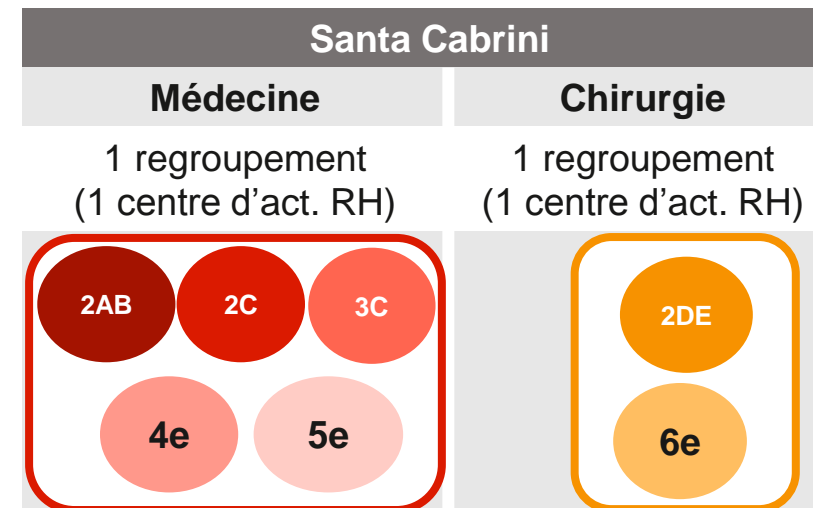 Santa Cabrini
Médecine
Chirurgie
1 regroupement
(1 centre d'act. RH)
1 regroupement
(1 centre d'act. RH)
2AB
2C
3C
2DE
4e
5e
6e